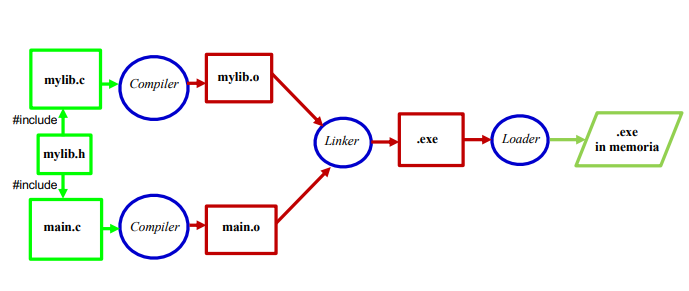 mylib.c
Compiler
mylib.o
#include
mylib.h
Linker
.exe
Loader
.exe
in memoria
#include
main.c
Compiler
main.o